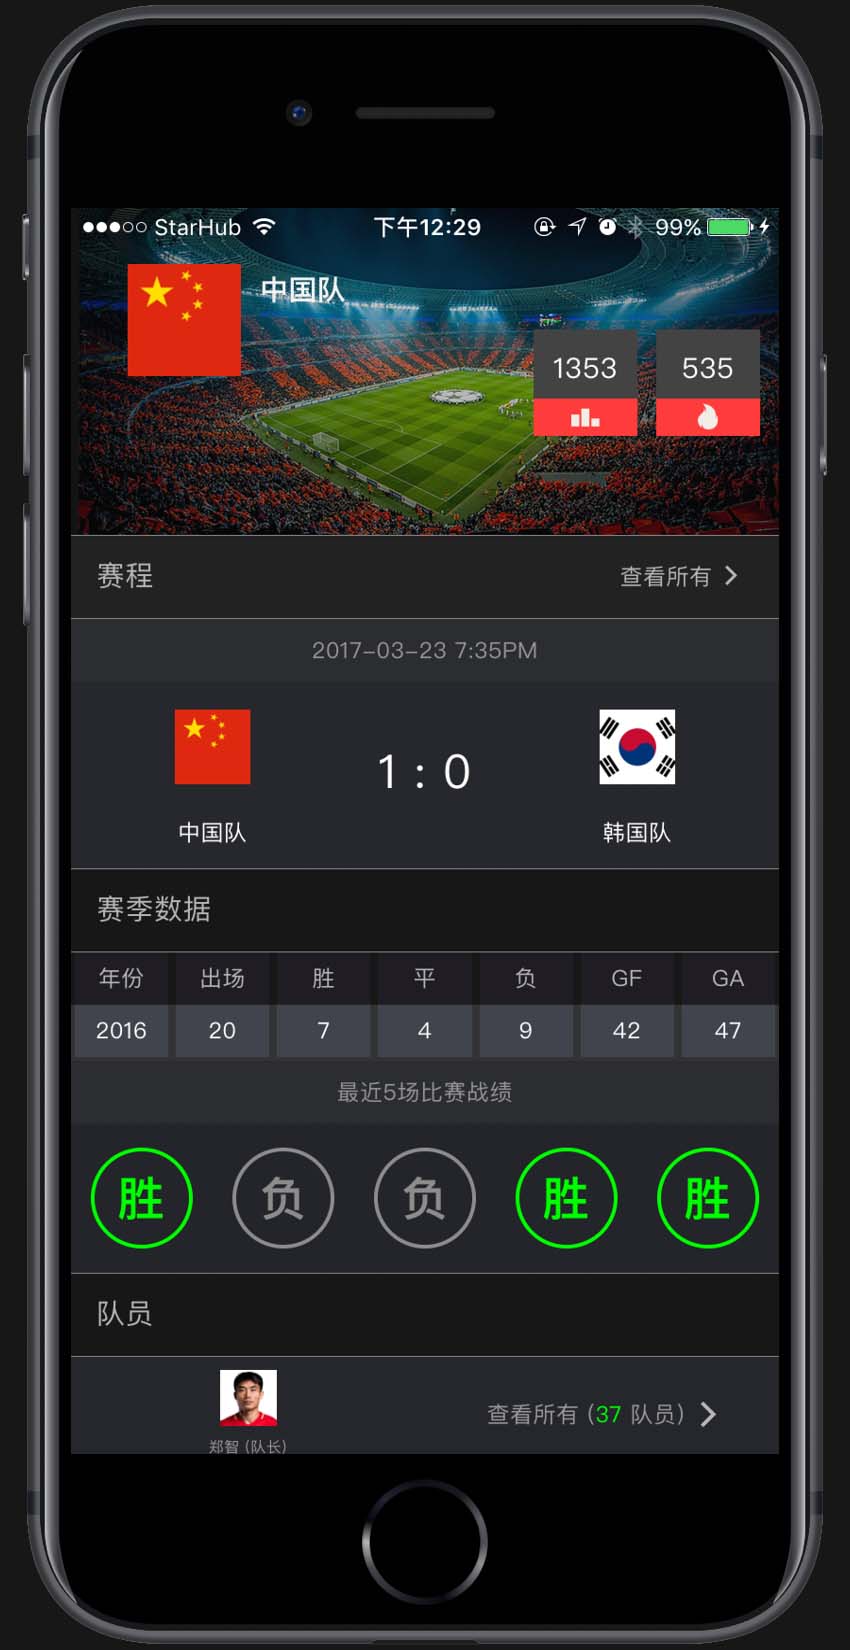 StarHub 下午12:29 99%
中国队
1353 535
赛程 查看所有
2017-03-23 7:35PM
1 : 0
中国队 韩国队
赛季数据
年份 出场 胜 平 负 GF GA
2016 20 7 4 9 42 47
最近5场比赛战绩
胜 负 负 胜 胜
队员
查看所有 (37 队员)
郑智 (队长)